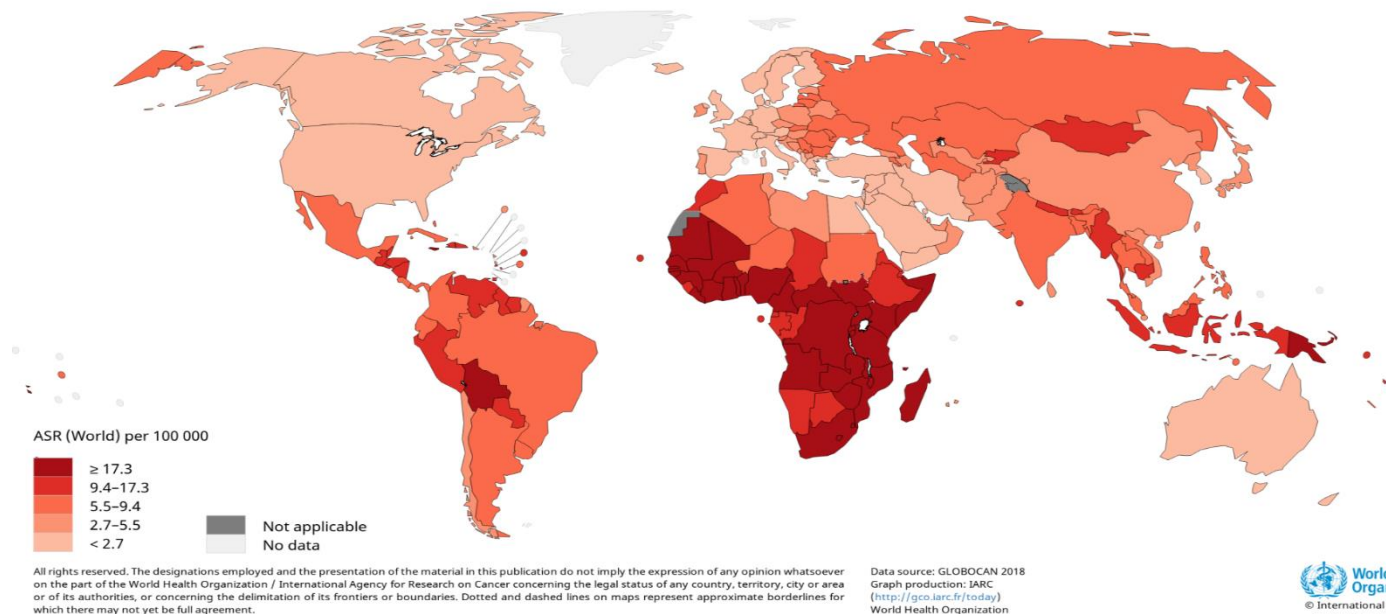 ASR (World) per 100 000
≥ 17.3
9.4–17.3
5.5–9.4
2.7–5.5
< 2.7
Not applicable
No data
All rights reserved. The designations employed and the presentation of the material in this publication do not imply the expression of any opinion whatsoever
on the part of the World Health Organization / International Agency for Research on Cancer concerning the legal status of any country, territory, city or area
or of its authorities, or concerning the delimitation of its frontiers or boundaries. Dotted and dashed lines on maps represent approximate borderlines for
which there may not yet be full agreement.
Data source: GLOBOCAN 2018
Graph production: IARC
(http://gco.iarc.fr/today)
World Health Organization
World
Organ
© International